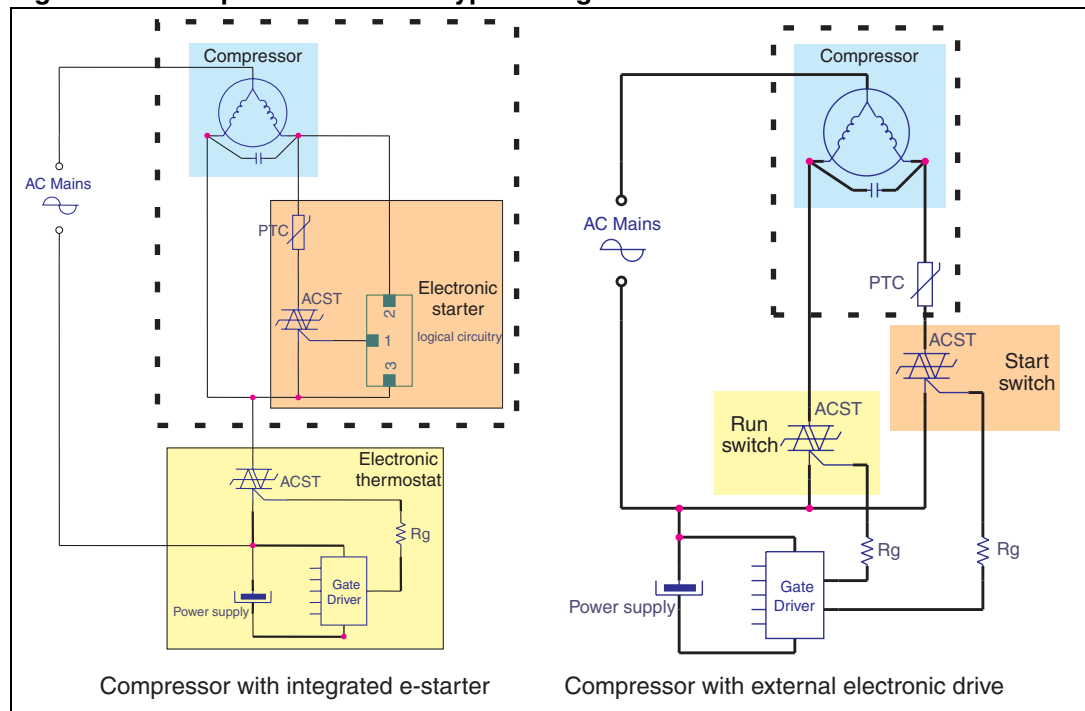 Compressor
AC Mains
PTC
ACST
2
1
3
Electronic
starter
logical circuitry
Electronic
thermostat
ACST
Rg
Gate
Driver
Power supply
Compressor with integrated e-starter
Compressor
AC Mains
PTC
ACST
Start
switch
ACST
Run
switch
Rg
Rg
Gate
Driver
Power supply
Compressor with external electronic drive